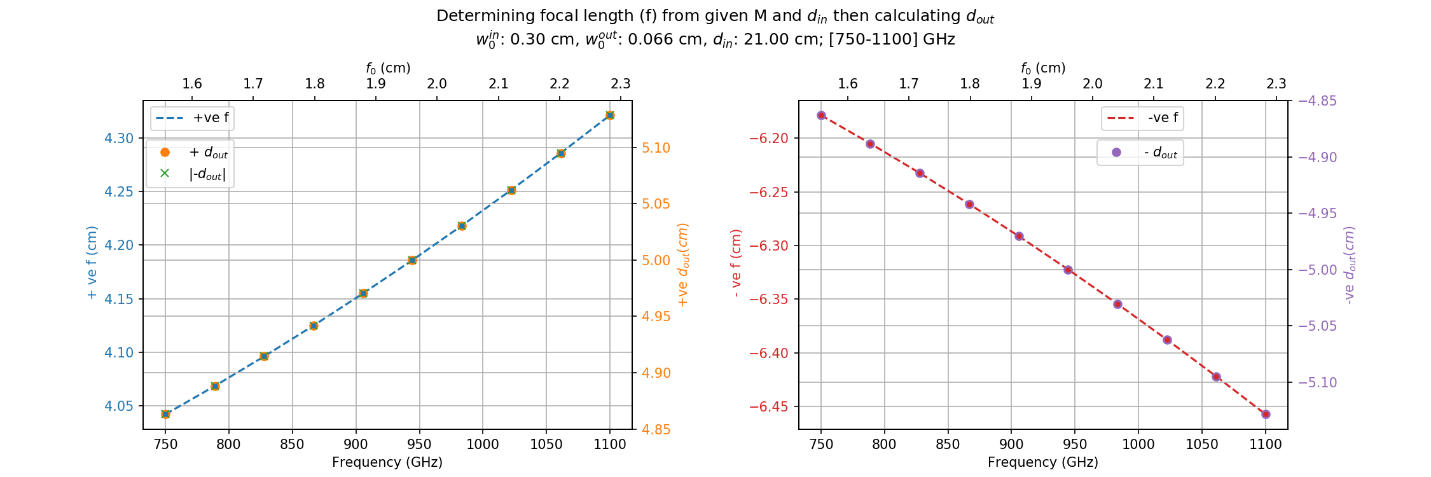 Determining focal length (f) from given M and d_in then calculating d_out
w_0^in: 0.30 cm, w_0^out: 0.066 cm, d_in: 21.00 cm; [750-1100] GHz
f_0 (cm)
1.6 1.7 1.8 1.9 2.0 2.1 2.2 2.3
+ve f
+ d_out
|-d_out|
+ ve f (cm)
4.30
4.25
4.20
4.15
4.10
4.05
5.10
5.05
5.00
4.95
4.90
4.85
+ve d_out(cm)
750 800 850 900 950 1000 1050 1100
Frequency (GHz)
f_0 (cm)
1.6 1.7 1.8 1.9 2.0 2.1 2.2 2.3
-ve f
- d_out
- ve f (cm)
−6.20
−6.25
−6.30
−6.35
−6.40
−6.45
−4.85
−4.90
−4.95
−5.00
−5.05
−5.10
-ve d_out(cm)
750 800 850 900 950 1000 1050 1100
Frequency (GHz)